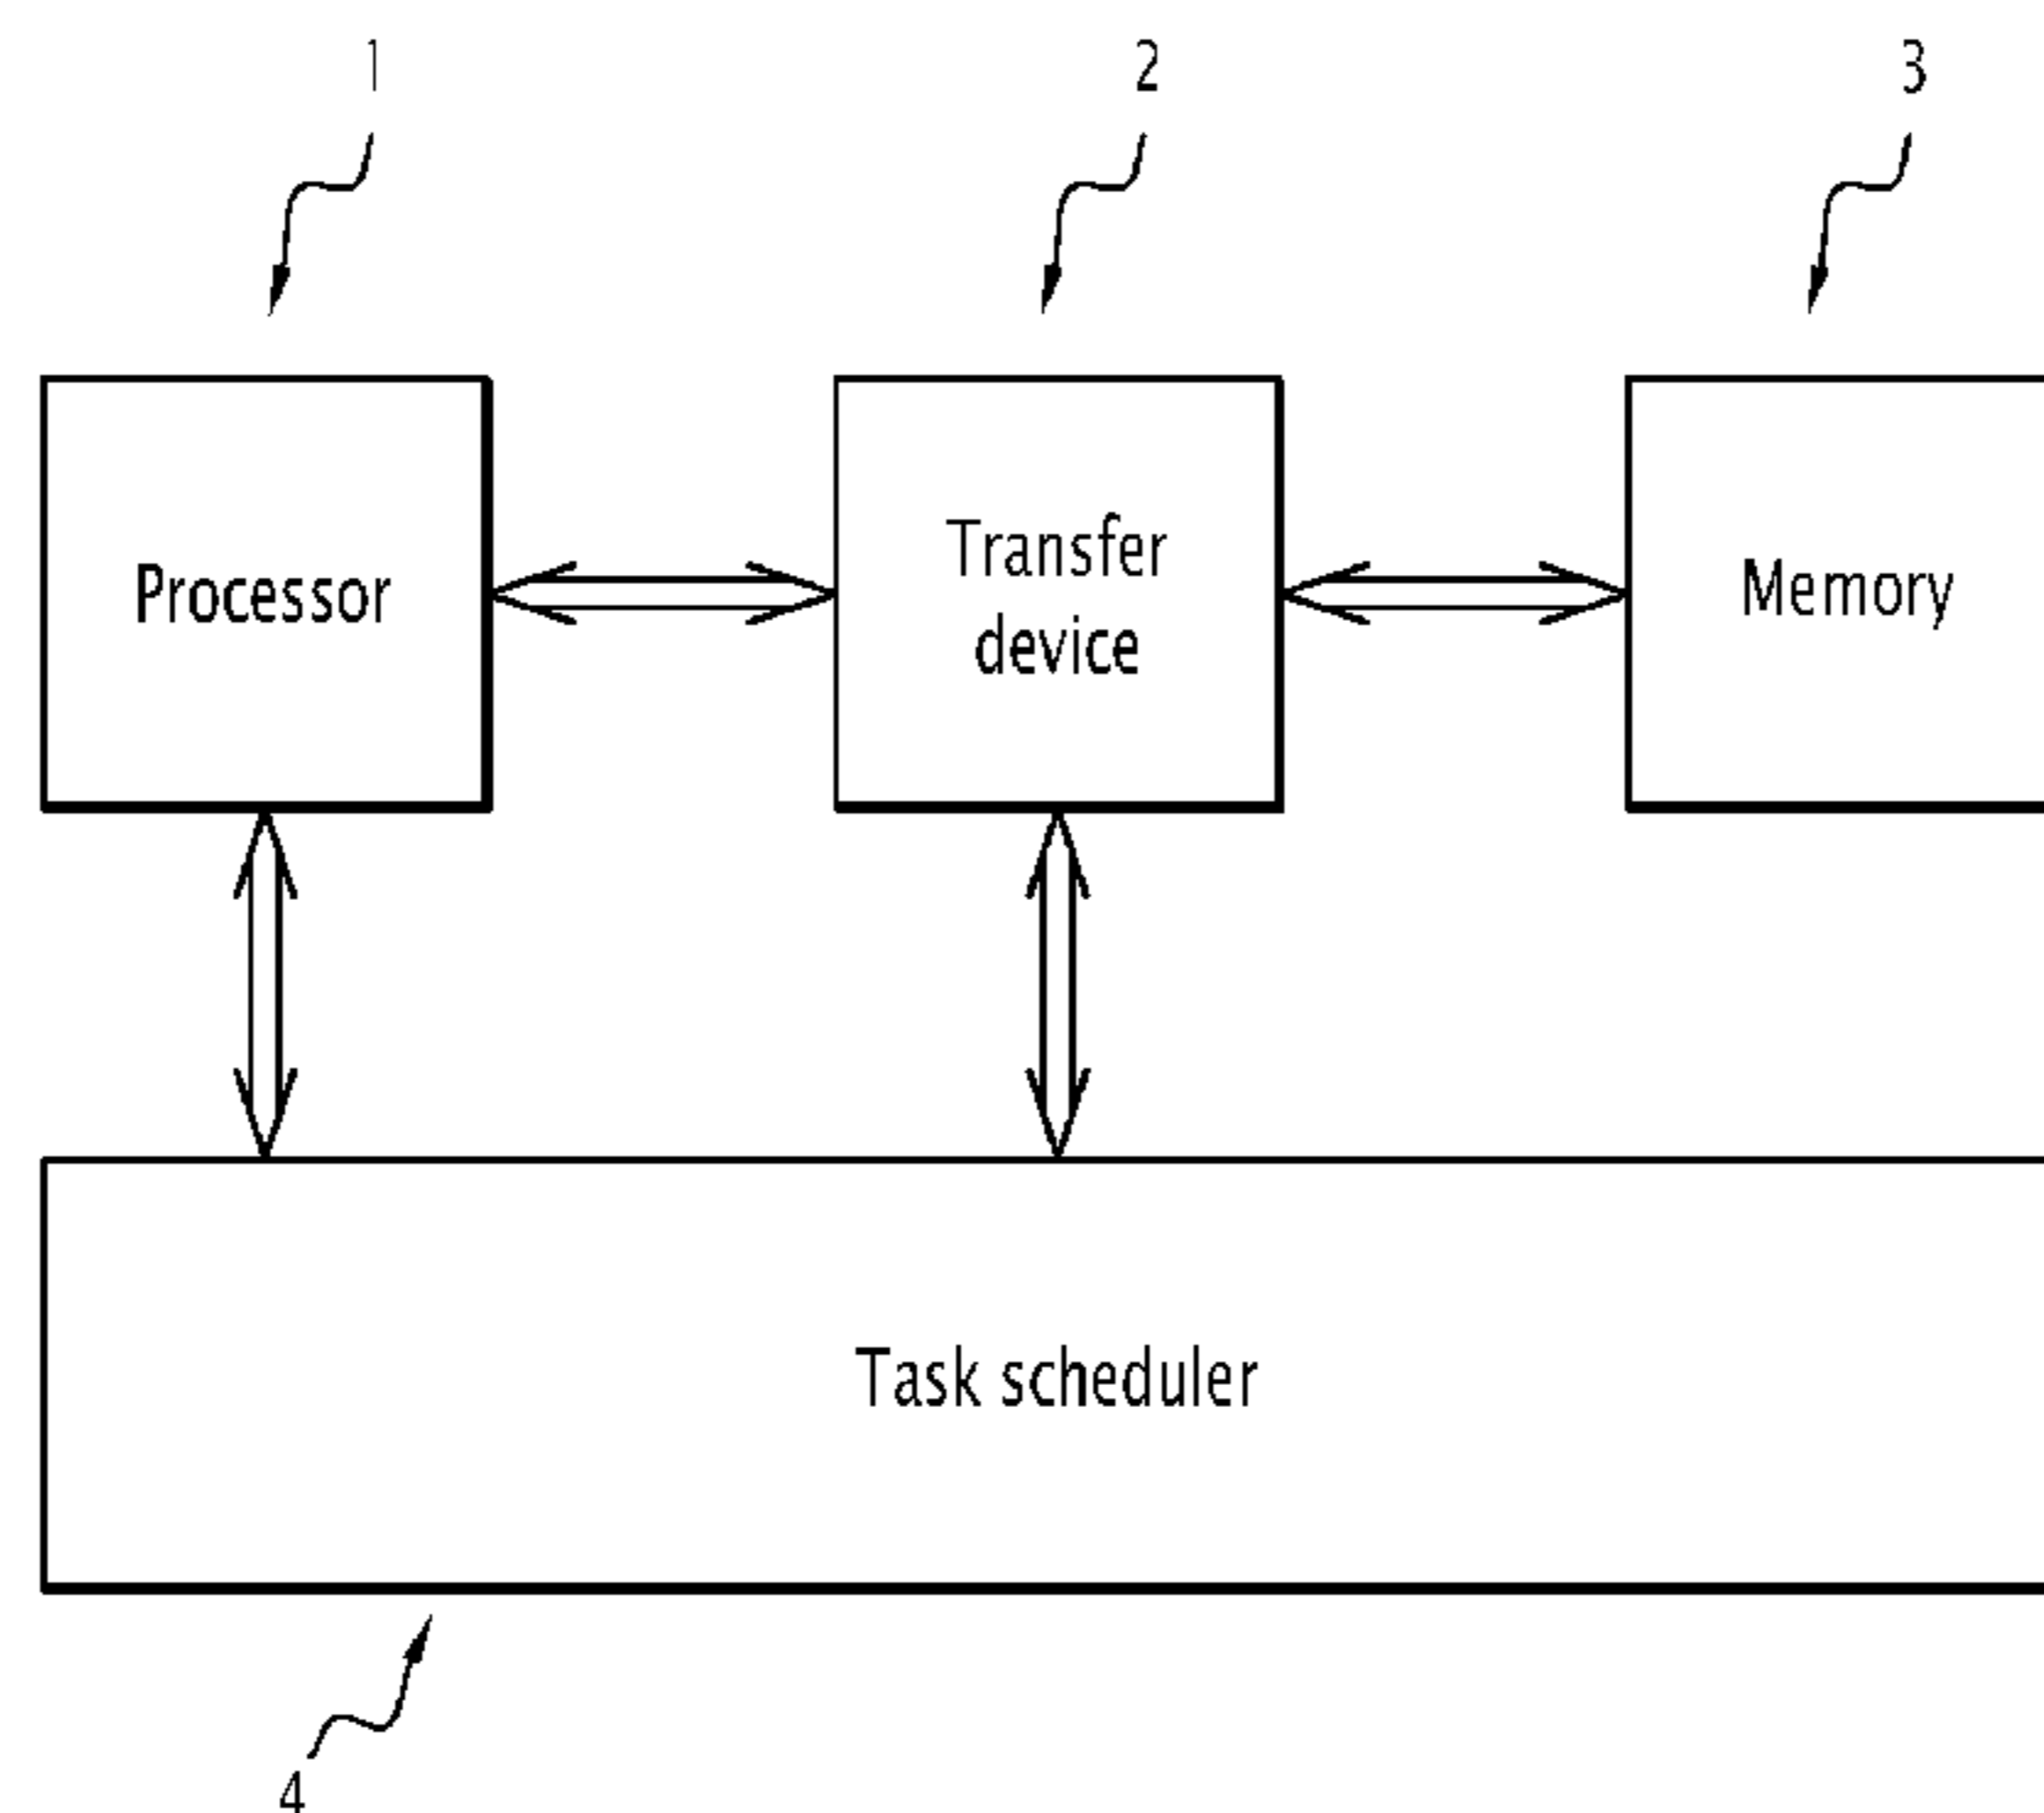 1
2
3
Processor
Transfer
device
Memory
Task scheduler
4